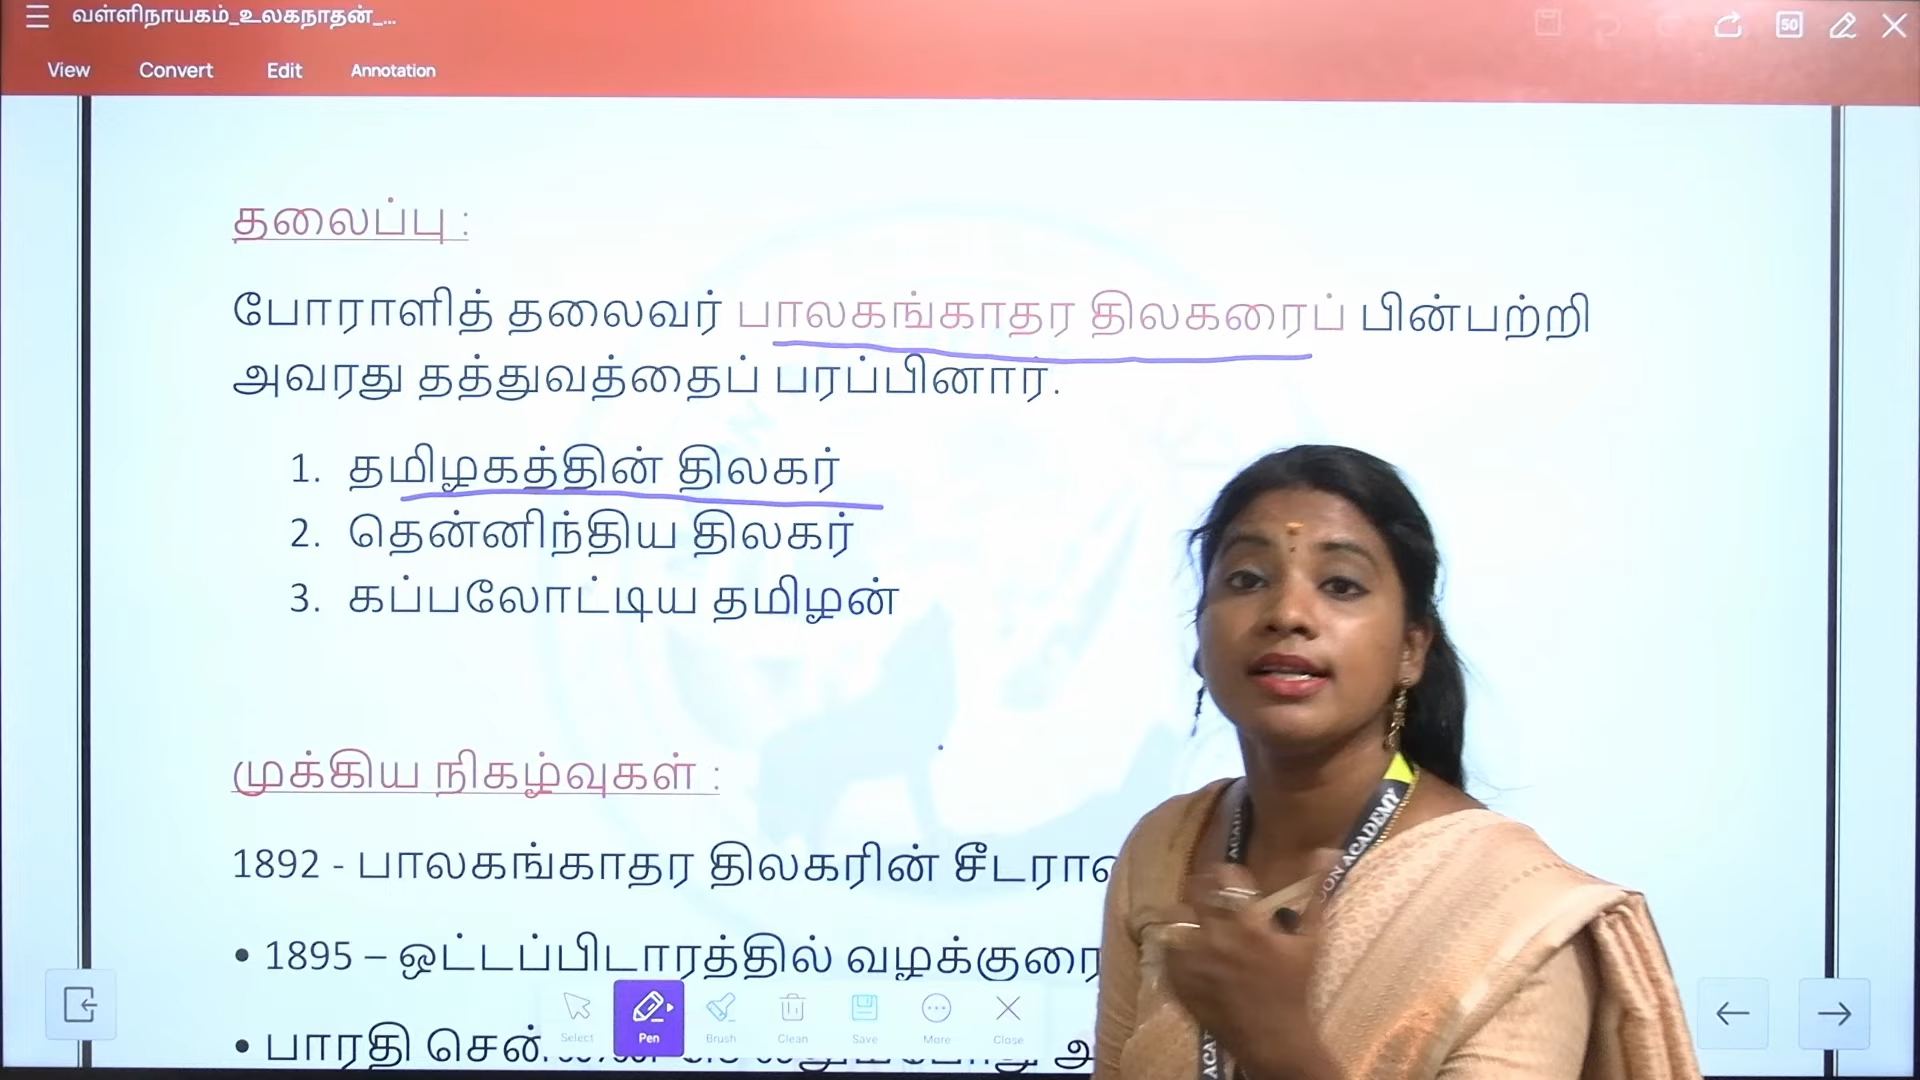 வள்ளிநாயகம்_உலகநாதன்_...
50
View Convert Edit Annotation
தலைப்பு :
போராளித் தலைவர் பாலகங்காதர திலகரைப் பின்பற்றி
அவரது தத்துவத்தைப் பரப்பினார்.
1. தமிழகத்தின் திலகர்
2. தென்னிந்திய திலகர்
3. கப்பலோட்டிய தமிழன்
முக்கிய நிகழ்வுகள் :
1892 - பாலகங்காதர திலகரின்
• 1895 – ஒட்டப்பிடாரத்தில்
• பாரதி
Select Pen Brush Clean Save More Close
ACADEMY